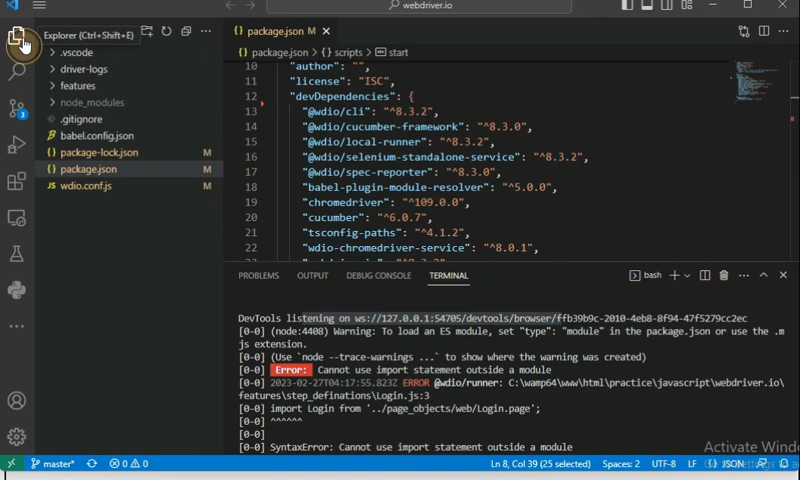 webdriver.io
Explorer (Ctrl+Shift+E)
package.json M
package.json > {} scripts > start
.vscode
driver-logs
features
node_modules
.gitignore
babel.config.json
package-lock.json M
package.json M
wdio.conf.js M
3
10 "author": "",
11 "license": "ISC",
12 "devDependencies": {
13 "@wdio/cli": "^8.3.2",
14 "@wdio/cucumber-framework": "^8.3.0",
15 "@wdio/local-runner": "^8.3.2",
16 "@wdio/selenium-standalone-service": "^8.3.2",
17 "@wdio/spec-reporter": "^8.3.0",
18 "babel-plugin-module-resolver": "^5.0.0",
19 "chromedriver": "^109.0.0",
20 "cucumber": "^6.0.7",
21 "tsconfig-paths": "^4.1.2",
22 "wdio-chromedriver-service": "^8.0.1",
PROBLEMS OUTPUT DEBUG CONSOLE TERMINAL bash
DevTools listening on ws://127.0.0.1:54705/devtools/browser/ffb39b9c-2010-4eb8-8f94-47f5279cc2ec
[0-0] (node:4408) Warning: To load an ES module, set "type": "module" in the package.json or use the .m
js extension.
[0-0] (Use `node --trace-warnings ...` to show where the warning was created)
[0-0] Error: Cannot use import statement outside a module
[0-0] 2023-02-27T04:17:55.823Z ERROR @wdio/runner: C:\wamp64\www\html\practice\javascript\webdriver.io\
features\step_definations\Login.js:3
[0-0] import Login from '../page_objects/web/Login.page';
[0-0] ^^^^^^
[0-0]
[0-0] SyntaxError: Cannot use import statement outside a module
Activate Windo
master* 0 0 Ln 8, Col 39 (25 selected) Spaces: 2 UTF-8 LF {} JSON